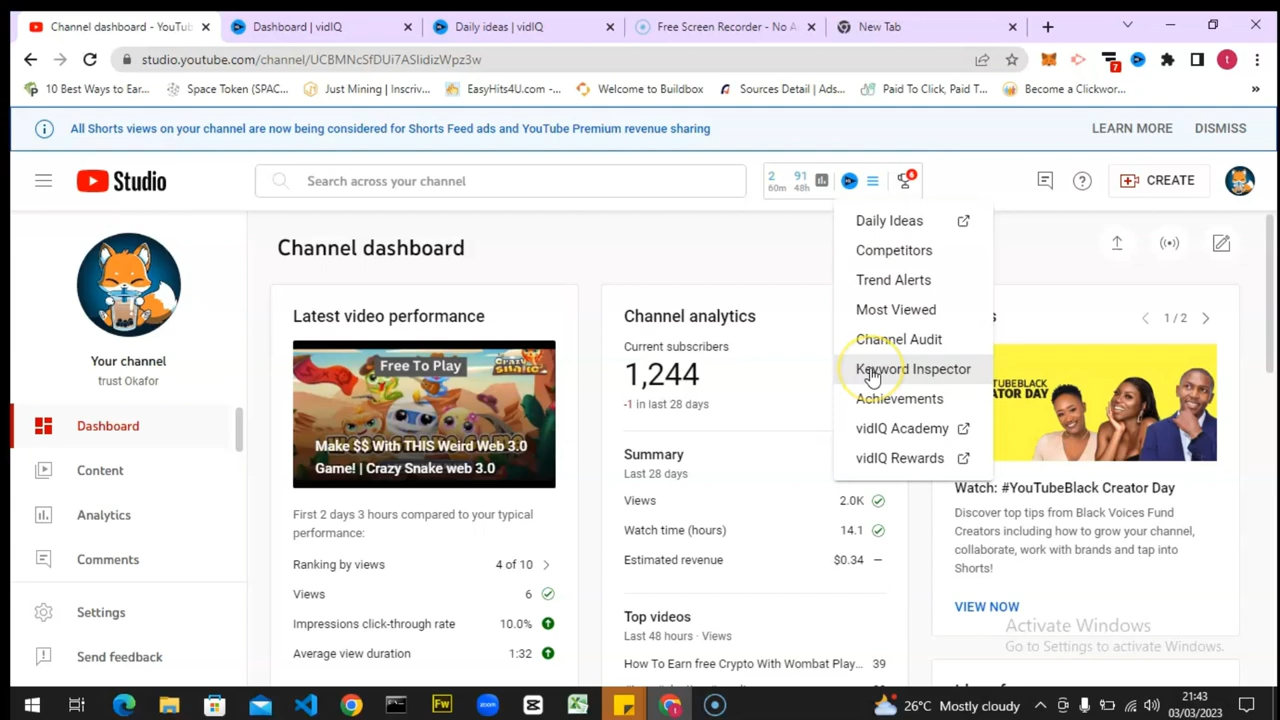 Channel dashboard - YouTu
Dashboard | vidIQ
Daily ideas | vidIQ
Free Screen Recorder - No A
New Tab
studio.youtube.com/channel/UCBMNcSfDUi7ASlidizWpz3w
7
t
10 Best Ways to Ear...
Space Token (SPAC...
Just Mining | Inscriv...
EasyHits4U.com -...
Welcome to Buildbox
Sources Detail | Ads...
Paid To Click, Paid T...
Become a Clickwor...
»
All Shorts views on your channel are now being considered for Shorts Feed ads and YouTube Premium revenue sharing
LEARN MORE
DISMISS
Studio
Search across your channel
2
60m
91
48h
6
CREATE
Daily Ideas
Competitors
Trend Alerts
Most Viewed
Channel Audit
Keyword Inspector
Achievements
vidIQ Academy
vidIQ Rewards
Your channel
trust Okafor
Dashboard
Content
Analytics
Comments
Settings
Send feedback
Channel dashboard
Latest video performance
Free To Play
Make $$ With THIS Weird Web 3.0
Game! | Crazy Snake web 3.0
First 2 days 3 hours compared to your typical
performance:
Ranking by views
4 of 10
Views
6
Impressions click-through rate
10.0%
Average view duration
1:32
Channel analytics
Current subscribers
1,244
-1 in last 28 days
Summary
Last 28 days
Views
2.0K
Watch time (hours)
14.1
Estimated revenue
$0.34
Top videos
Last 48 hours · Views
How To Earn free Crypto With Wombat Play...
39
1 / 2
Watch: #YouTubeBlack Creator Day
Discover top tips from Black Voices Fund
Creators including how to grow your channel,
collaborate, work with brands and tap into
Shorts!
VIEW NOW
Activate Windows
Go to Settings to activate Windows.
Fw
zoom
26°C Mostly cloudy
21:43
03/03/2023